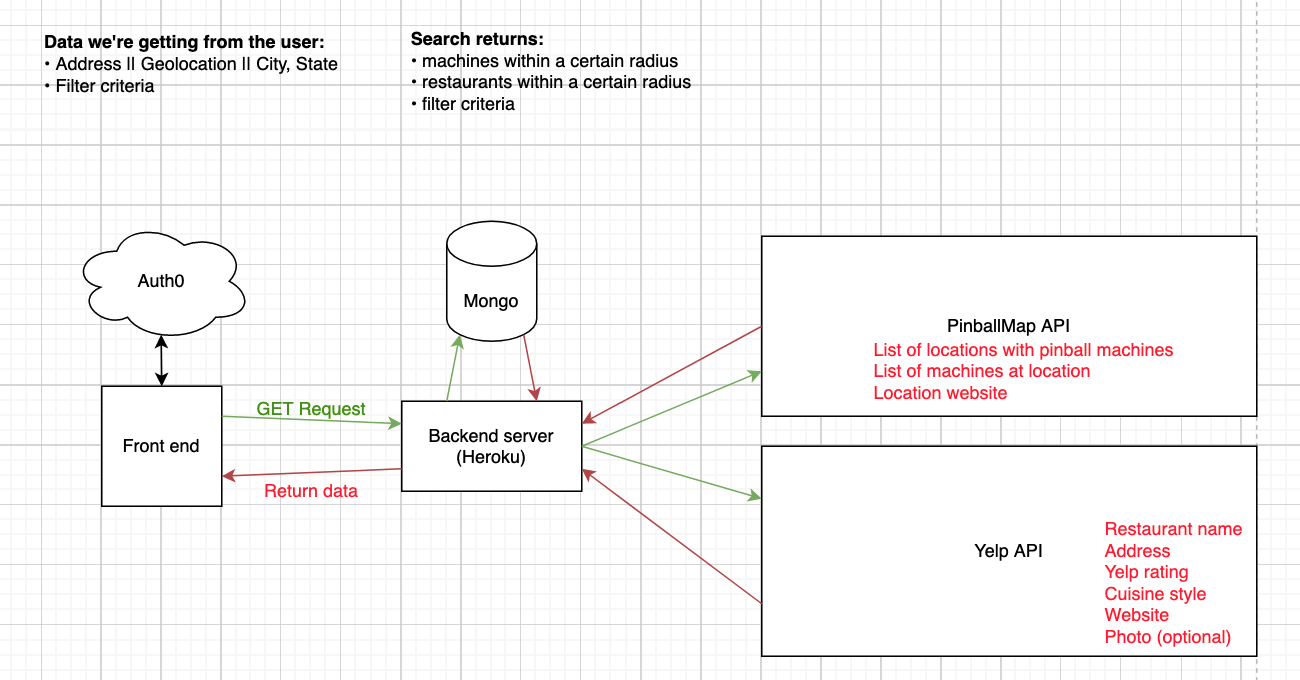 Data we're getting from the user:
• Address || Geolocation || City, State
• Filter criteria
Search returns:
• machines within a certain radius
• restaurants within a certain radius
• filter criteria
Auth0
Mongo
PinballMap API
List of locations with pinball machines
List of machines at location
Location website
GET Request
Front end
Backend server
(Heroku)
Return data
Yelp API
Restaurant name
Address
Yelp rating
Cuisine style
Website
Photo (optional)